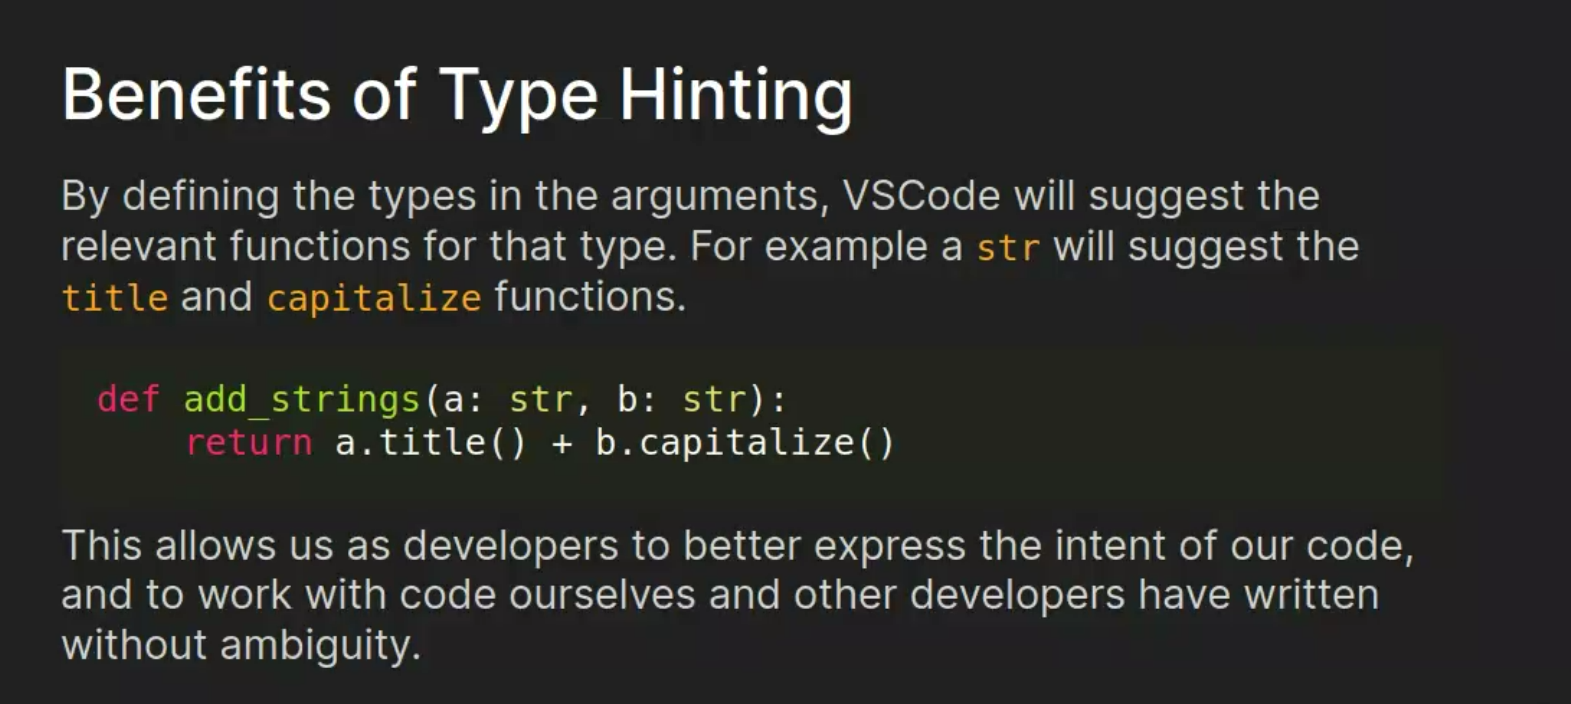 Benefits of Type Hinting
By defining the types in the arguments, VSCode will suggest the
relevant functions for that type. For example a str will suggest the
title and capitalize functions.
def add_strings(a: str, b: str):
    return a.title() + b.capitalize()
This allows us as developers to better express the intent of our code,
and to work with code ourselves and other developers have written
without ambiguity.